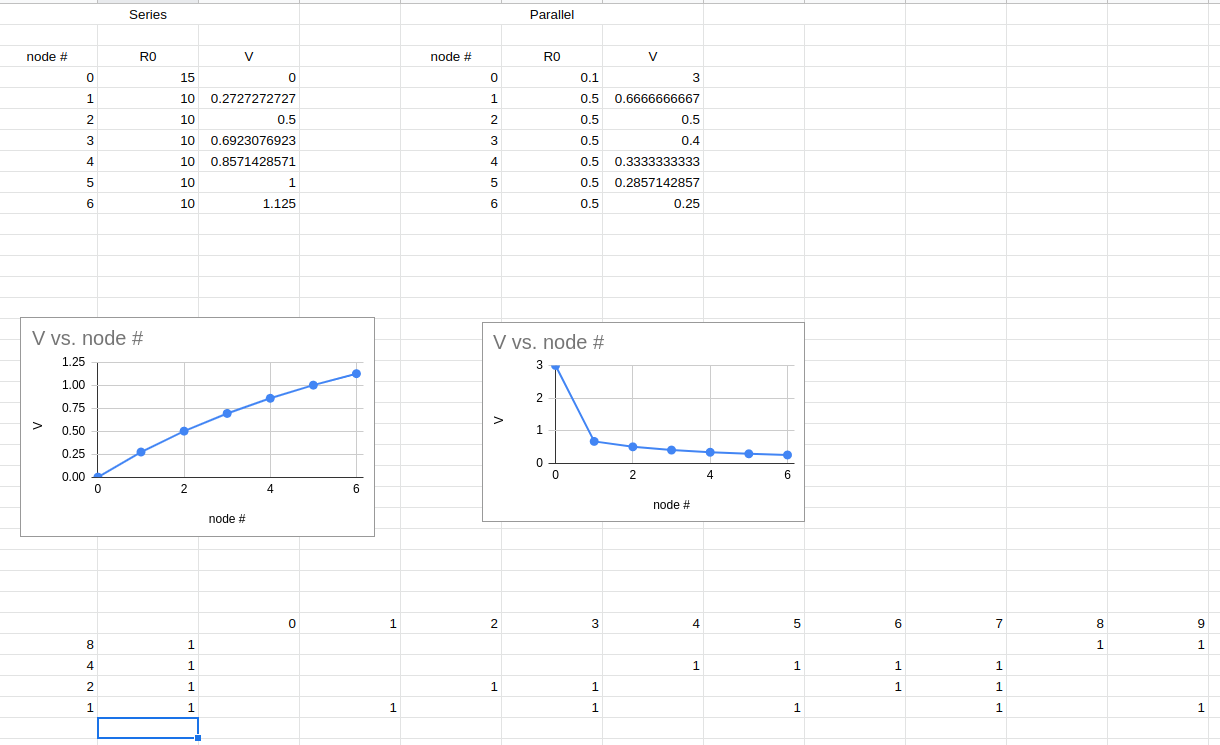 Series Parallel
node # R0 V node # R0 V
0 15 0 0 0.1 3
1 10 0.2727272727 1 0.5 0.6666666667
2 10 0.5 2 0.5 0.5
3 10 0.6923076923 3 0.5 0.4
4 10 0.8571428571 4 0.5 0.3333333333
5 10 1 5 0.5 0.2857142857
6 10 1.125 6 0.5 0.25
V vs. node #
1.25
1.00
0.75
0.50
0.25
0.00
V
0 2 4 6
node #
V vs. node #
3
2
1
0
V
0 2 4 6
node #
0 1 2 3 4 5 6 7 8 9
8 1 1 1
4 1 1 1 1 1
2 1 1 1 1 1
1 1 1 1 1 1 1